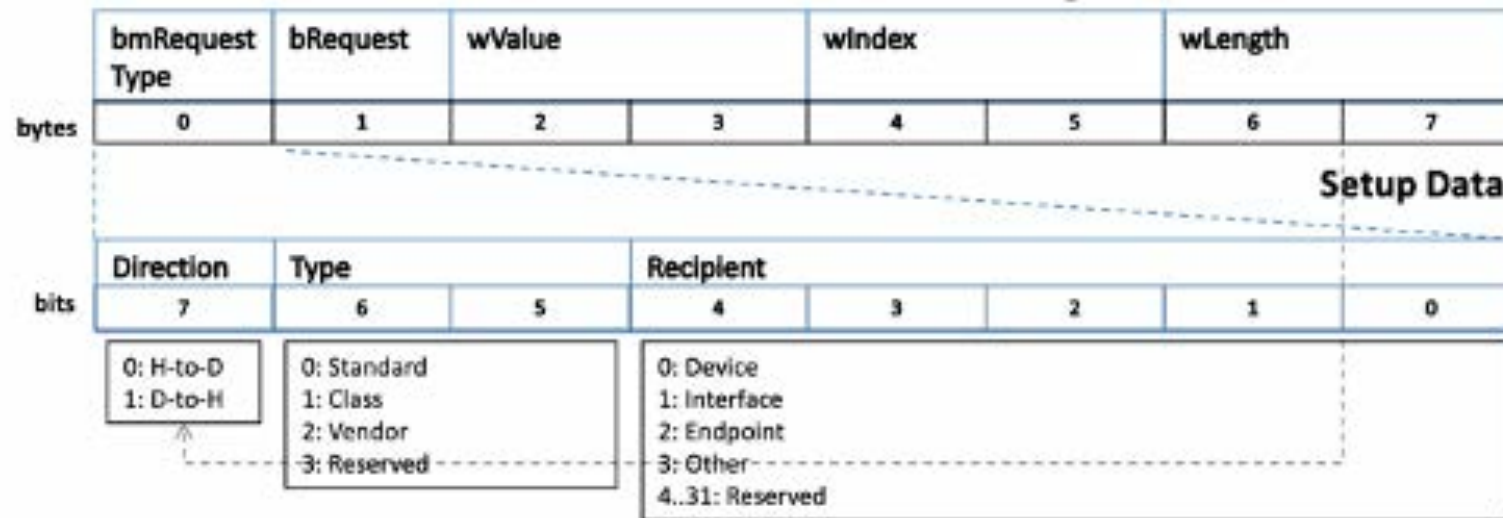 bmRequest Type bRequest wValue wIndex wLength
bytes 0 1 2 3 4 5 6 7
Setup Data
Direction Type Recipient
bits 7 6 5 4 3 2 1 0
0: H-to-D
1: D-to-H
0: Standard
1: Class
2: Vendor
3: Reserved
0: Device
1: Interface
2: Endpoint
3: Other
4..31: Reserved